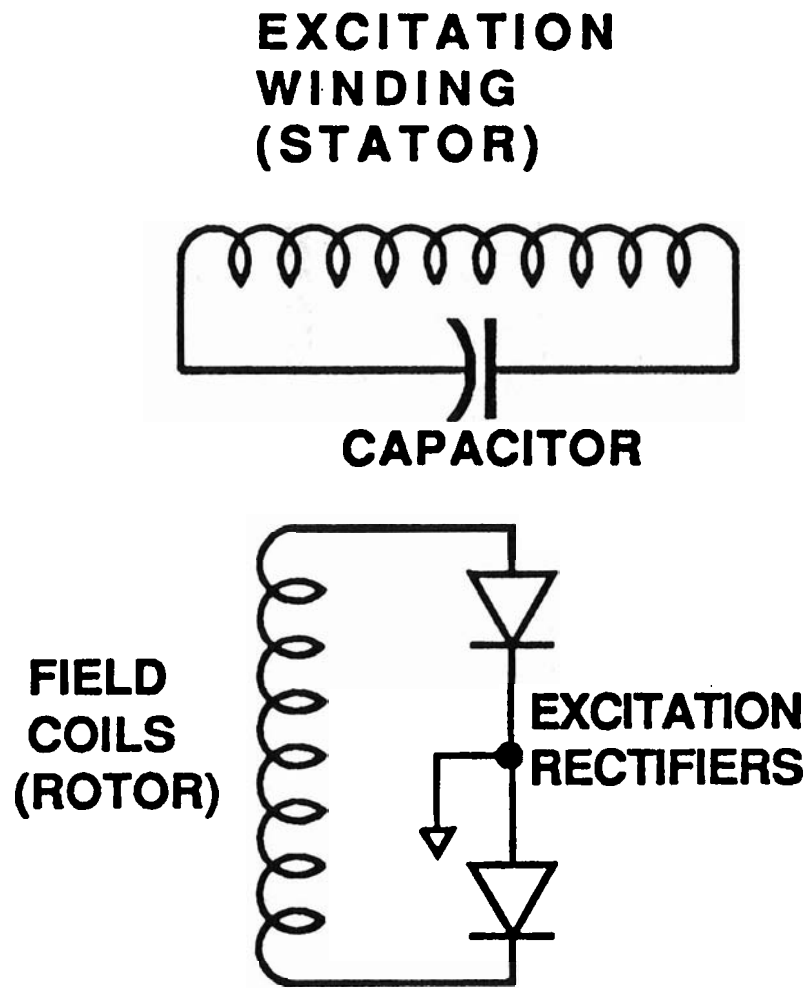 EXCITATION
WINDING
(STATOR)
CAPACITOR
FIELD
COILS
(ROTOR)
EXCITATION
RECTIFIERS